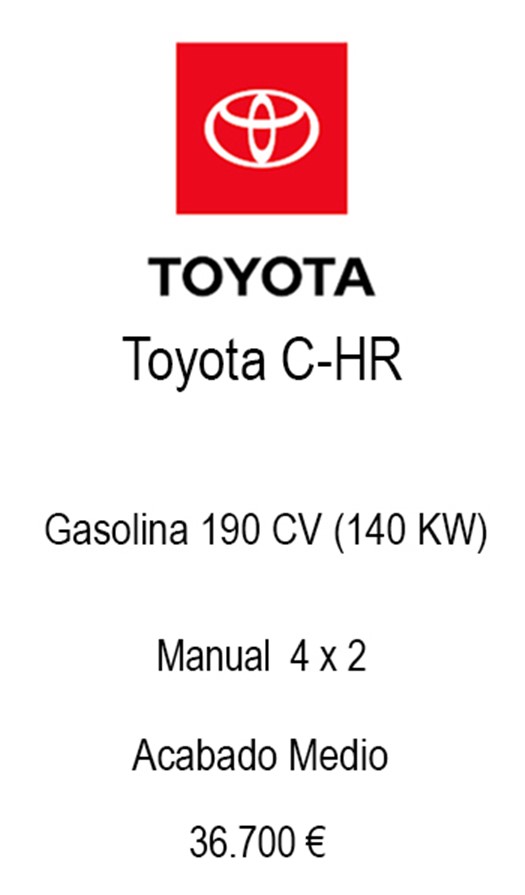 TOYOTA
Toyota C-HR
Gasolina 190 CV (140 KW)
Manual 4 x 2
Acabado Medio
36.700 €